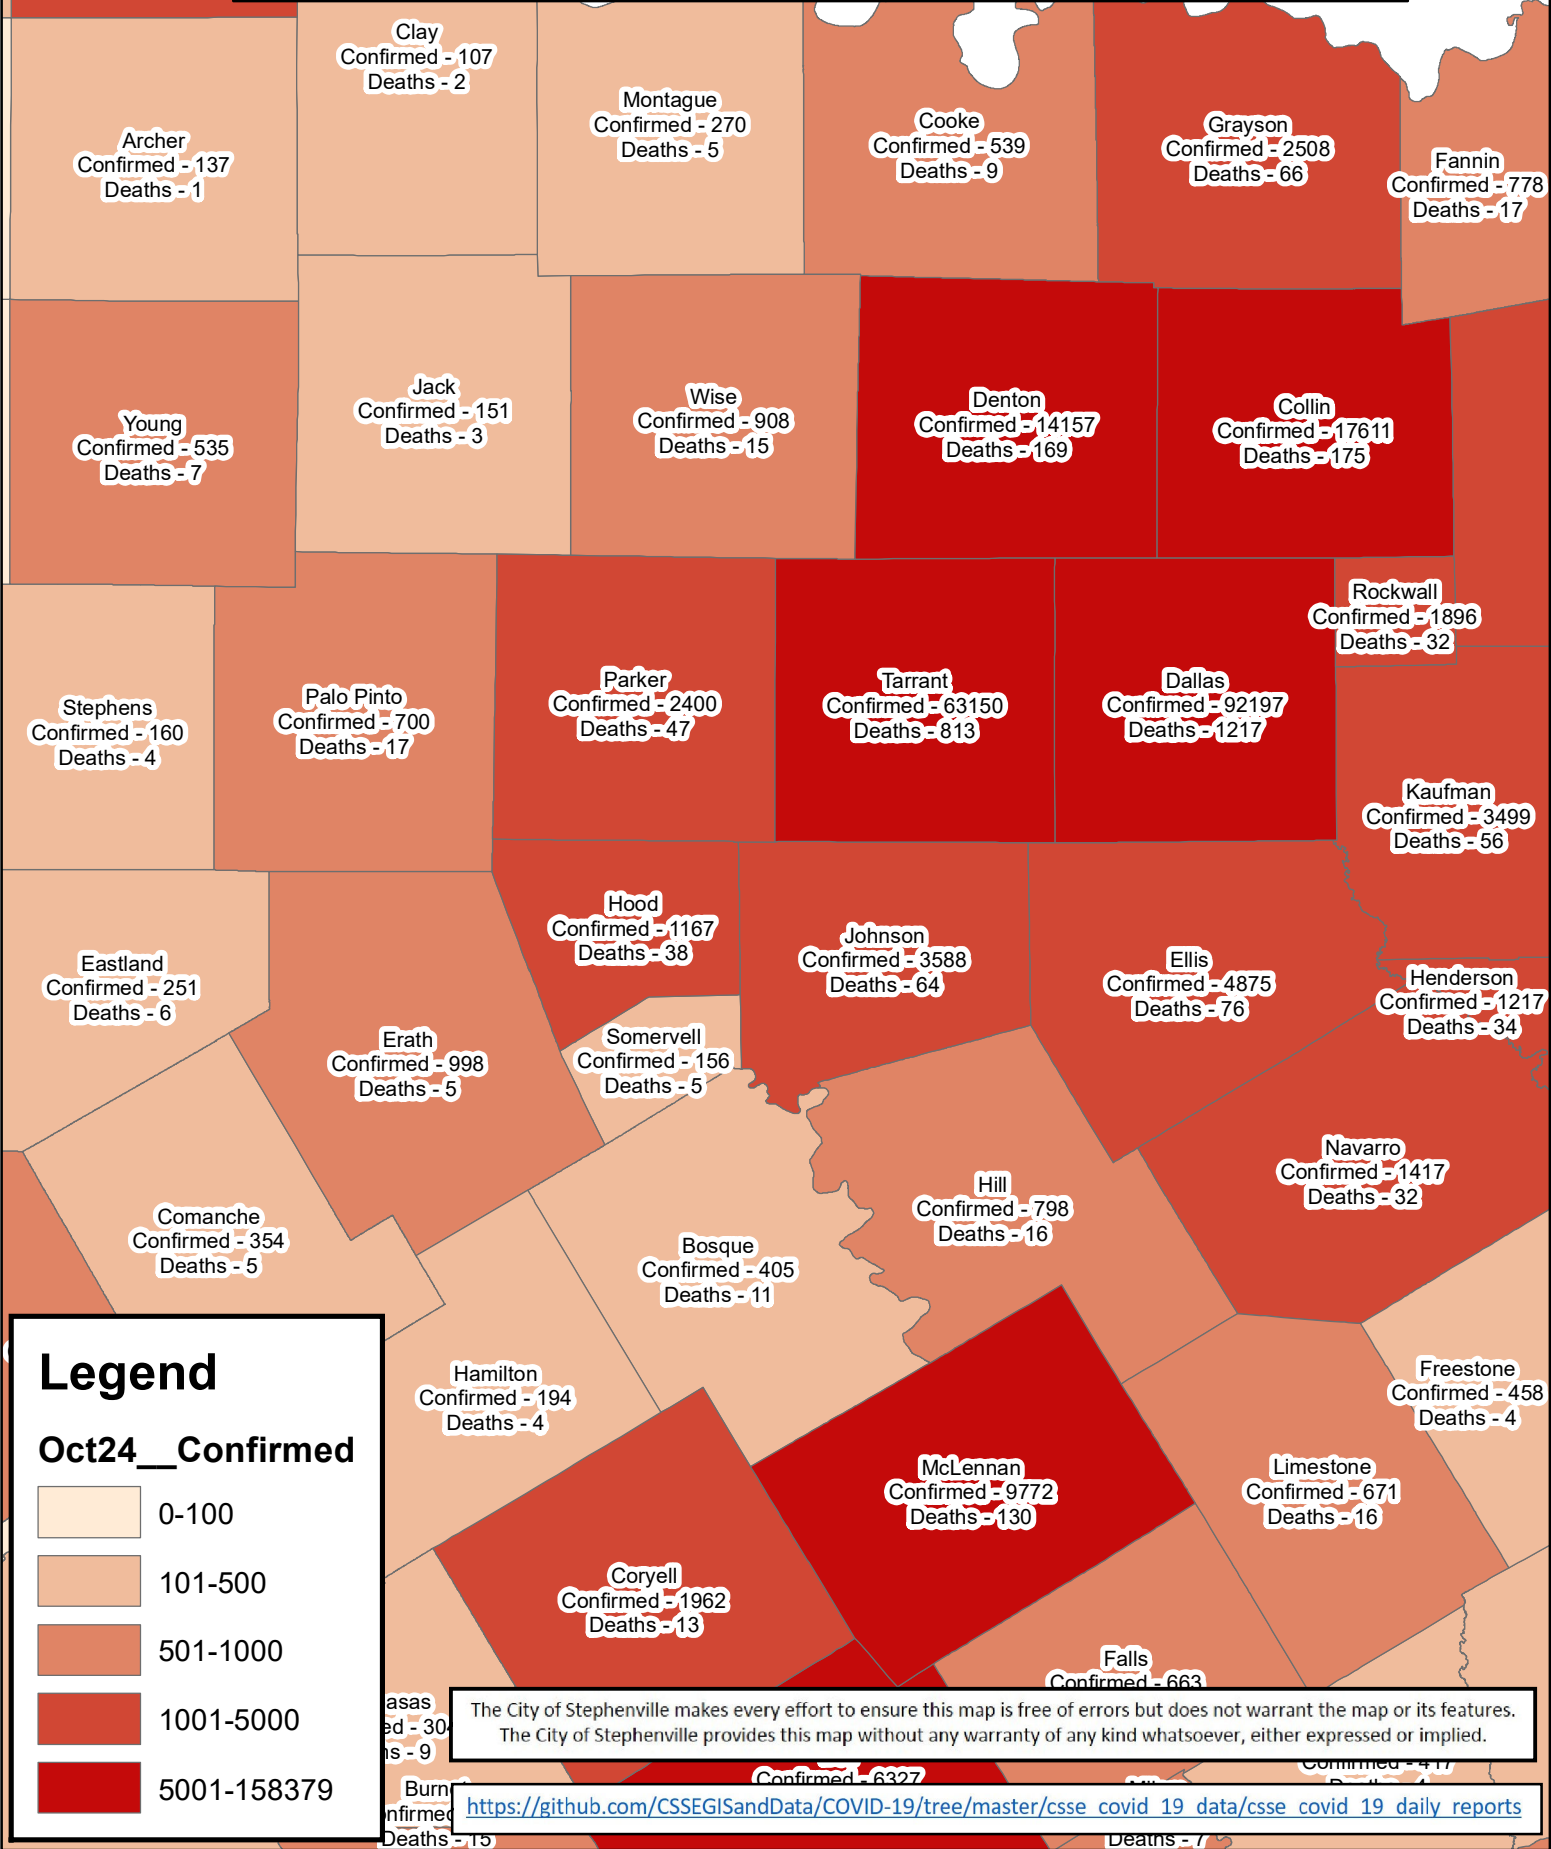 Clay
Confirmed - 107
Deaths - 2
Montague
Confirmed - 270
Deaths - 5
Cooke
Confirmed - 539
Deaths - 9
Grayson
Confirmed - 2508
Deaths - 66
Archer
Confirmed - 137
Deaths - 1
Fannin
Confirmed - 778
Deaths - 17
Young
Confirmed - 535
Deaths - 7
Jack
Confirmed - 151
Deaths - 3
Wise
Confirmed - 908
Deaths - 15
Denton
Confirmed - 14157
Deaths - 169
Collin
Confirmed - 17611
Deaths - 175
Rockwall
Confirmed - 1896
Deaths - 32
Stephens
Confirmed - 160
Deaths - 4
Palo Pinto
Confirmed - 700
Deaths - 17
Parker
Confirmed - 2400
Deaths - 47
Tarrant
Confirmed - 63150
Deaths - 813
Dallas
Confirmed - 92197
Deaths - 1217
Kaufman
Confirmed - 3499
Deaths - 56
Eastland
Confirmed - 251
Deaths - 6
Hood
Confirmed - 1167
Deaths - 38
Johnson
Confirmed - 3588
Deaths - 64
Ellis
Confirmed - 4875
Deaths - 76
Henderson
Confirmed - 1217
Deaths - 34
Erath
Confirmed - 998
Deaths - 5
Somervell
Confirmed - 156
Deaths - 5
Navarro
Confirmed - 1417
Deaths - 32
Comanche
Confirmed - 354
Deaths - 5
Bosque
Confirmed - 405
Deaths - 11
Hill
Confirmed - 798
Deaths - 16
Hamilton
Confirmed - 194
Deaths - 4
Freestone
Confirmed - 458
Deaths - 4
McLennan
Confirmed - 9772
Deaths - 130
Limestone
Confirmed - 671
Deaths - 16
Coryell
Confirmed - 1962
Deaths - 13
Falls
Confirmed - 663
asas
ed - 304
ns - 9
Burn
nfirmed
Deaths - 15
Confirmed - 6327
Deaths - 7
Legend
Oct24__Confirmed
0-100
101-500
501-1000
1001-5000
5001-158379
The City of Stephenville makes every effort to ensure this map is free of errors but does not warrant the map or its features.
The City of Stephenville provides this map without any warranty of any kind whatsoever, either expressed or implied.
https://github.com/CSSEGISandData/COVID-19/tree/master/csse_covid_19_data/csse_covid_19_daily_reports